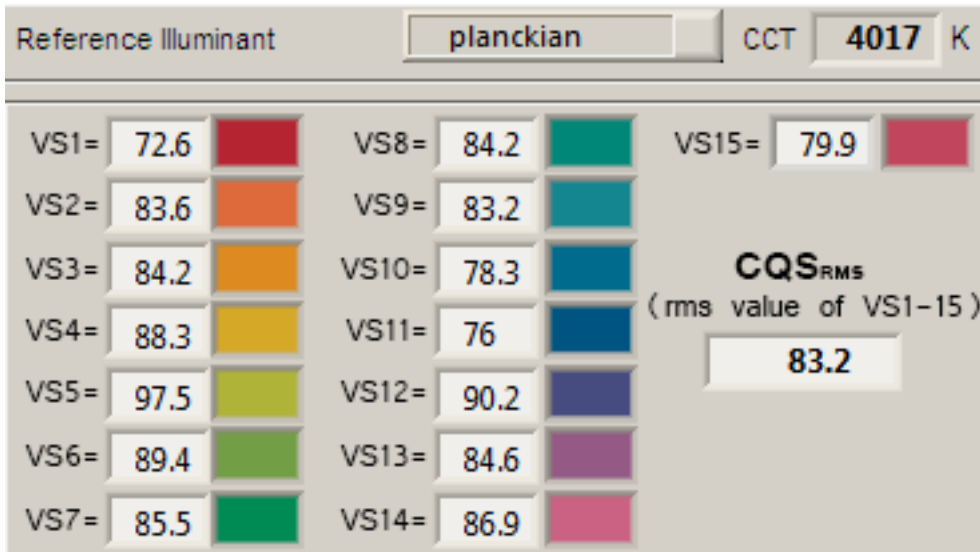 Reference Illuminant planckian CCT 4017 K
VS1= 72.6 VS8= 84.2 VS15= 79.9
VS2= 83.6 VS9= 83.2
VS3= 84.2 VS10= 78.3 CQSRMS
VS4= 88.3 VS11= 76 (rms value of VS1-15)
VS5= 97.5 VS12= 90.2 83.2
VS6= 89.4 VS13= 84.6
VS7= 85.5 VS14= 86.9